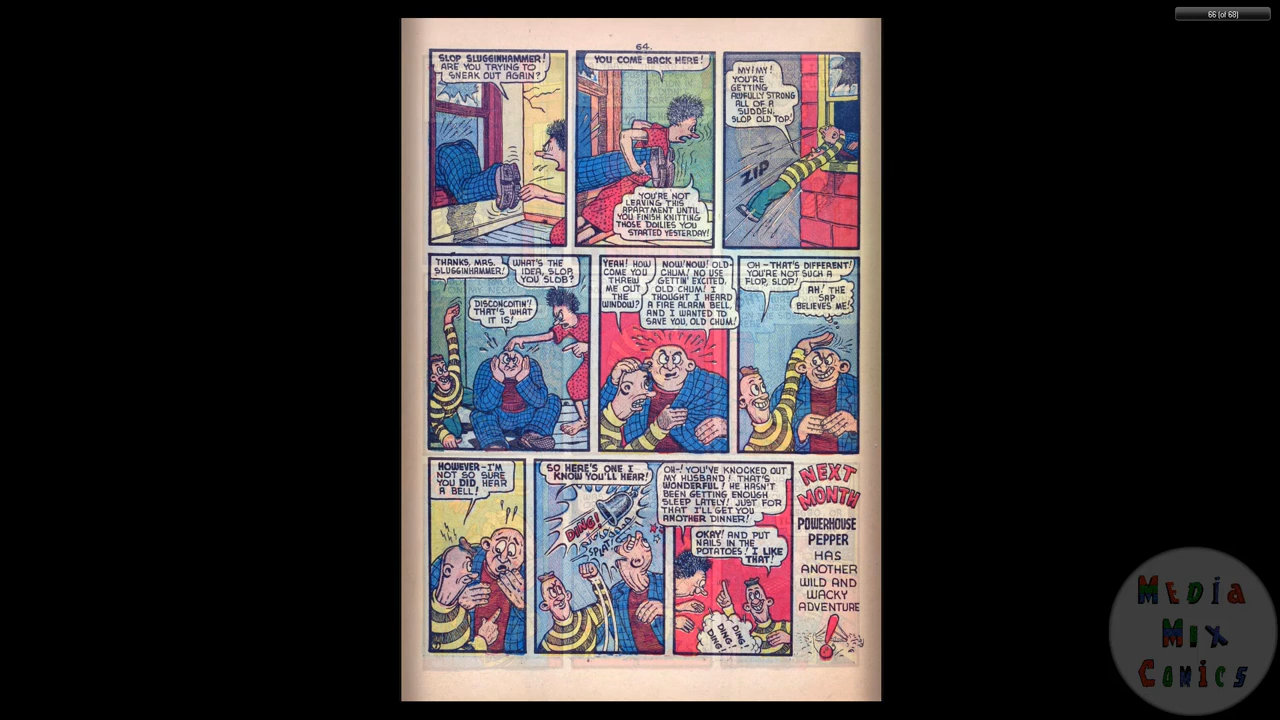 66 (of 68)
64.
SLOP SLUGGINHAMMER!
ARE YOU TRYING TO
SNEAK OUT AGAIN?
YOU COME BACK HERE!
YOU'RE NOT
LEAVING THIS
APARTMENT UNTIL
YOU FINISH KNITTING
THOSE DOILIES YOU
STARTED YESTERDAY!
MY! MY!
YOU'RE
GETTING
AWFULLY STRONG
ALL OF A
SUDDEN,
SLOP OLD TOP!
ZIP
THANKS, MRS.
SLUGGINHAMMER!
WHAT'S THE
IDEA, SLOP,
YOU SLOB?
DISCONCOITIN'!
THAT'S WHAT
IT IS!
YEAH! HOW
COME YOU
THREW
ME OUT
THE
WINDOW?
NOW! NOW! OLD
CHUM! NO USE
GETTIN' EXCITED,
OLD CHUM! I
THOUGHT I HEARD
A FIRE ALARM BELL,
AND I WANTED TO
SAVE YOU, OLD CHUM!
OH-THAT'S DIFFERENT!
YOU'RE NOT SUCH A
FLOP, SLOP!
AH! THE
SAP
BELIEVES ME!
HOWEVER-I'M
NOT SO SURE
YOU DID HEAR
A BELL!
SO HERE'S ONE I
KNOW YOU'LL HEAR!
DING!
SPLAT!
OH-! YOU'VE KNOCKED OUT
MY HUSBAND! THAT'S
WONDERFUL! HE HASN'T
BEEN GETTING ENOUGH
SLEEP LATELY! JUST FOR
THAT I'LL GET YOU
ANOTHER DINNER!
OKAY! AND PUT
NAILS IN THE
POTATOES! I LIKE
THAT!
DING!
DING!
DING!
DING!
NEXT
MONTH
POWERHOUSE
PEPPER
HAS
ANOTHER
WILD AND
WACKY
ADVENTURE
!
MEDiA
MiX
COMiCS